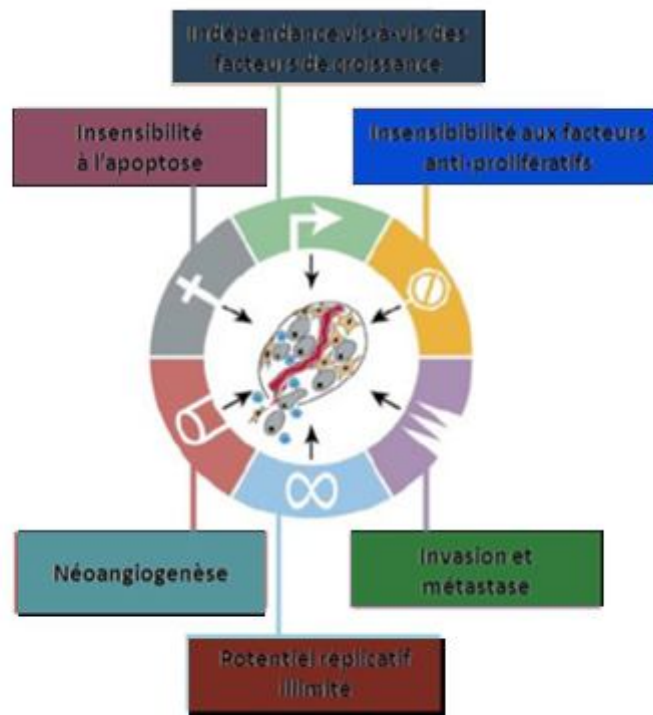 Indépendance vis-à-vis des
facteurs de croissance
Insensibilité
à l'apoptose
Insensibibilité aux facteurs
anti-prolifératifs
Néoangiogenèse
Invasion et
métastase
Potentiel réplicatif
illimité